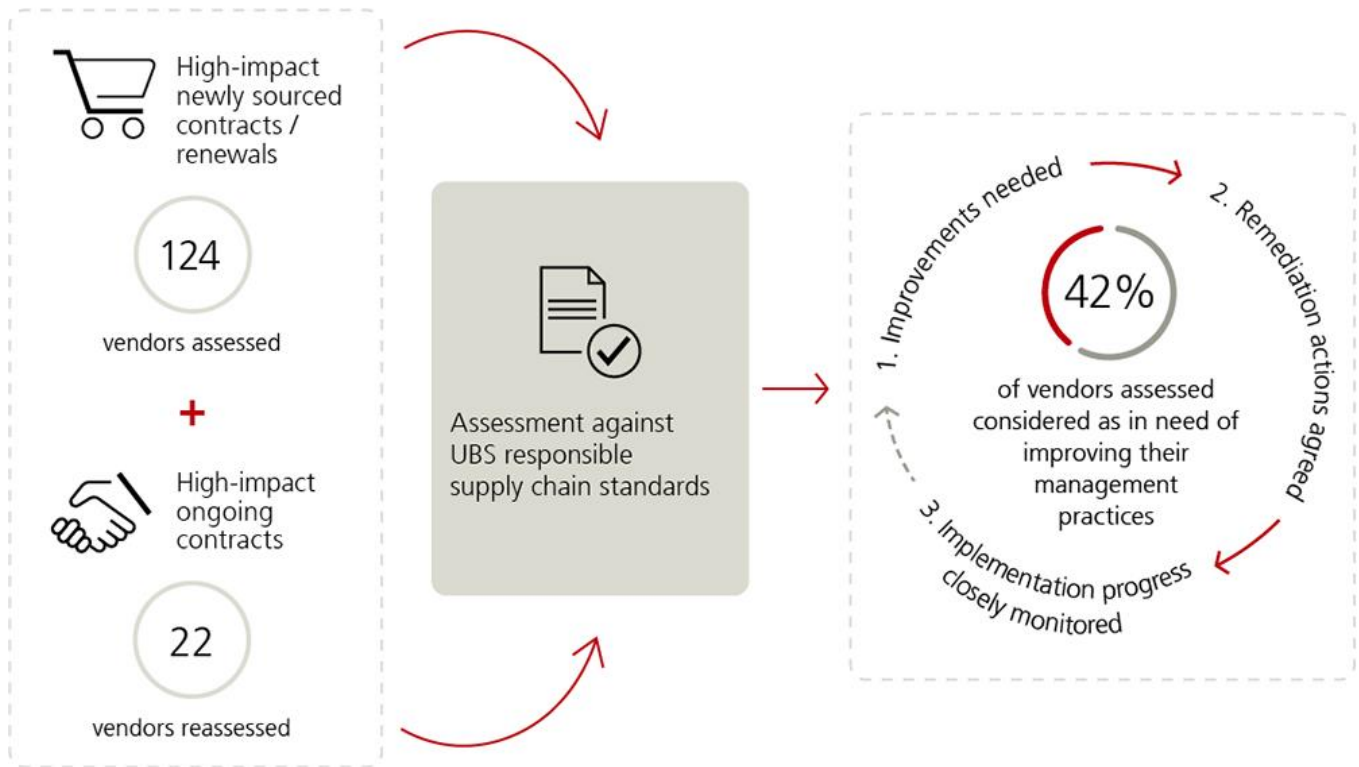 High-impact
newly sourced
contracts /
renewals
124
vendors assessed
+
High-impact
ongoing
contracts
22
vendors reassessed
Assessment against
UBS responsible
supply chain standards
1. Improvements needed
2. Remediation actions agreed
3. Implementation progress
closely monitored
42%
of vendors assessed
considered as in need of
improving their
management
practices